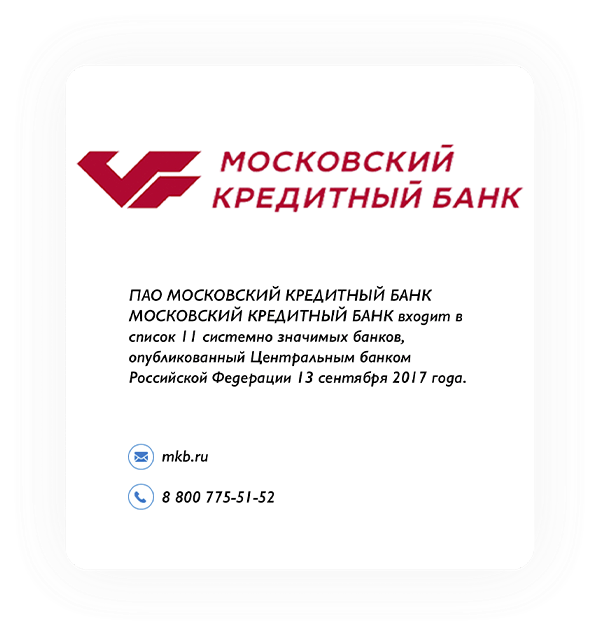 МОСКОВСКИЙ
КРЕДИТНЫЙ БАНК
ПАО МОСКОВСКИЙ КРЕДИТНЫЙ БАНК
МОСКОВСКИЙ КРЕДИТНЫЙ БАНК входит в
список 11 системно значимых банков,
опубликованный Центральным банком
Российской Федерации 13 сентября 2017 года.
mkb.ru
8 800 775-51-52